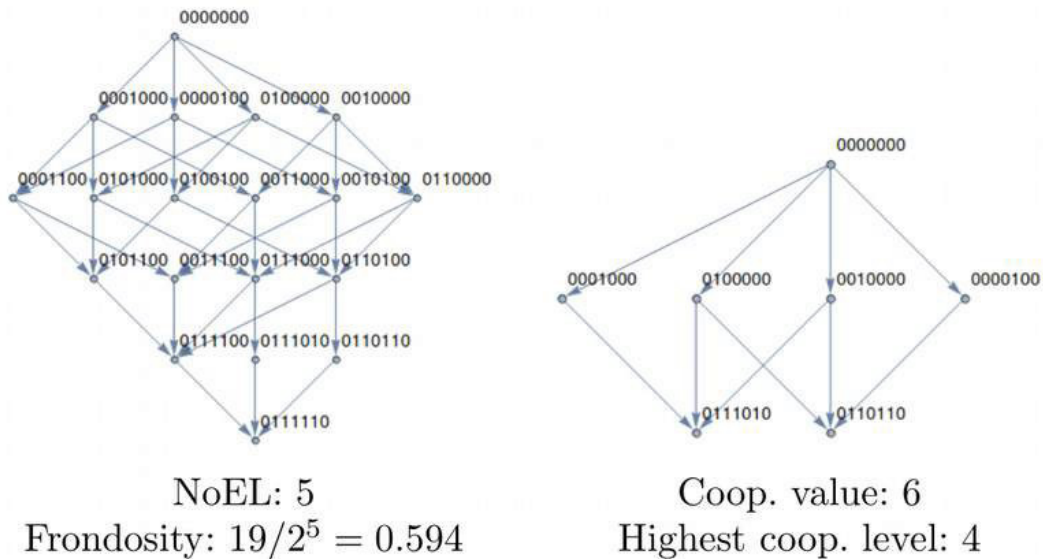 0000000
0001000 0000100 0100000 0010000
0001100 0101000 0100100 0011000 0010100 0110000
0101100 0011100 0111000 0110100
0111100 0111010 0110110
0111110
NoEL: 5
Frondosity: 19/2⁵ = 0.594
0000000
0001000 0100000 0010000 0000100
0111010 0110110
Coop. value: 6
Highest coop. level: 4